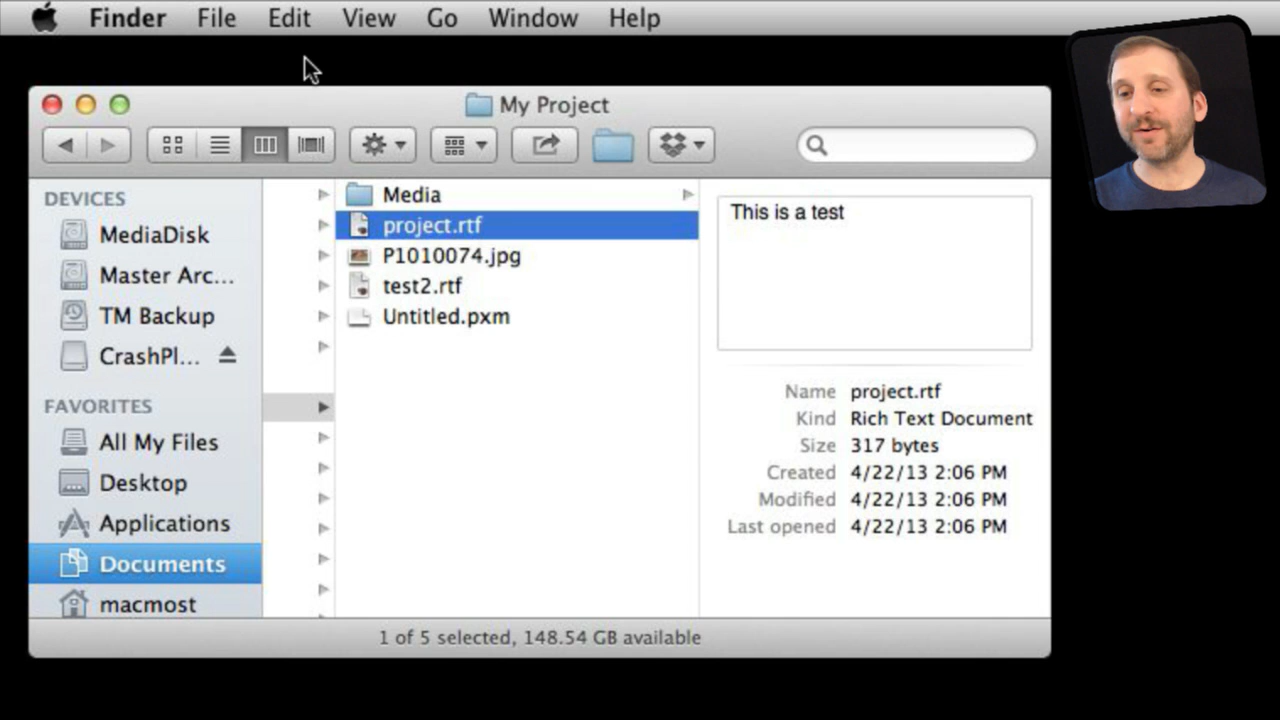 Finder File Edit View Go Window Help
My Project
DEVICES
MediaDisk
Master Arc...
TM Backup
CrashPl...
FAVORITES
All My Files
Desktop
Applications
Documents
macmost
Media
project.rtf
P1010074.jpg
test2.rtf
Untitled.pxm
This is a test
Name project.rtf
Kind Rich Text Document
Size 317 bytes
Created 4/22/13 2:06 PM
Modified 4/22/13 2:06 PM
Last opened 4/22/13 2:06 PM
1 of 5 selected, 148.54 GB available